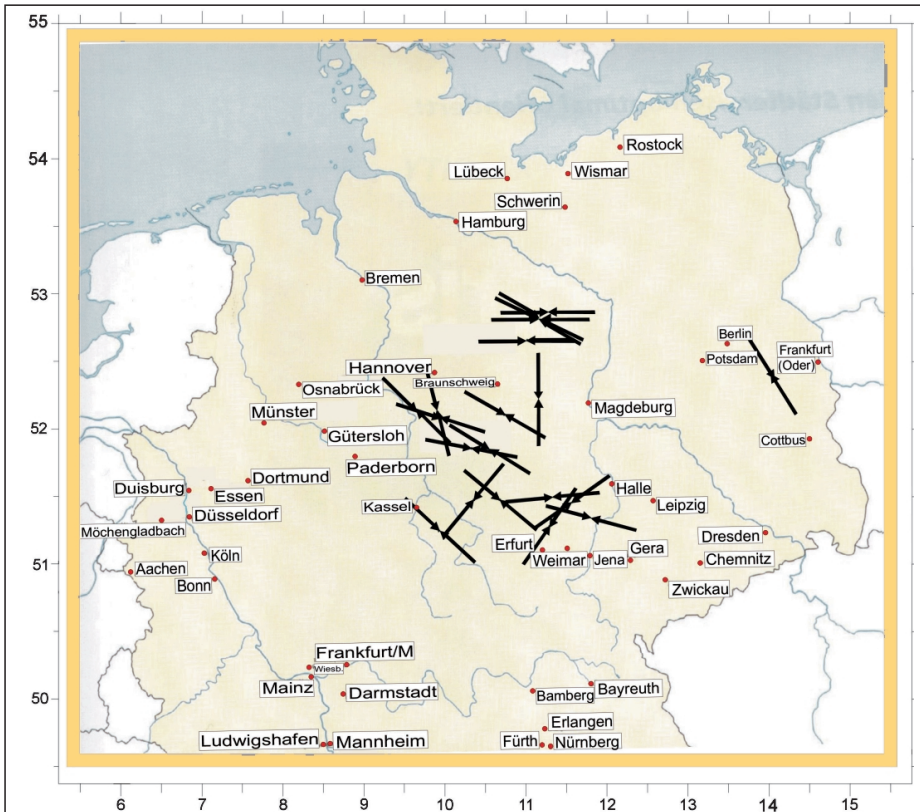 55
54
53
52
51
50
6 7 8 9 10 11 12 13 14 15
Rostock
Lübeck
Wismar
Schwerin
Hamburg
Bremen
Berlin
Potsdam
Frankfurt
(Oder)
Hannover
Braunschweig
Osnabrück
Magdeburg
Münster
Gütersloh
Cottbus
Paderborn
Dortmund
Duisburg
Essen
Halle
Leipzig
Kassel
Düsseldorf
Möchengladbach
Dresden
Erfurt
Weimar
Jena
Gera
Chemnitz
Köln
Aachen
Bonn
Zwickau
Frankfurt/M
Wiesb.
Mainz
Darmstadt
Bamberg
Bayreuth
Erlangen
Ludwigshafen
Mannheim
Fürth
Nürnberg